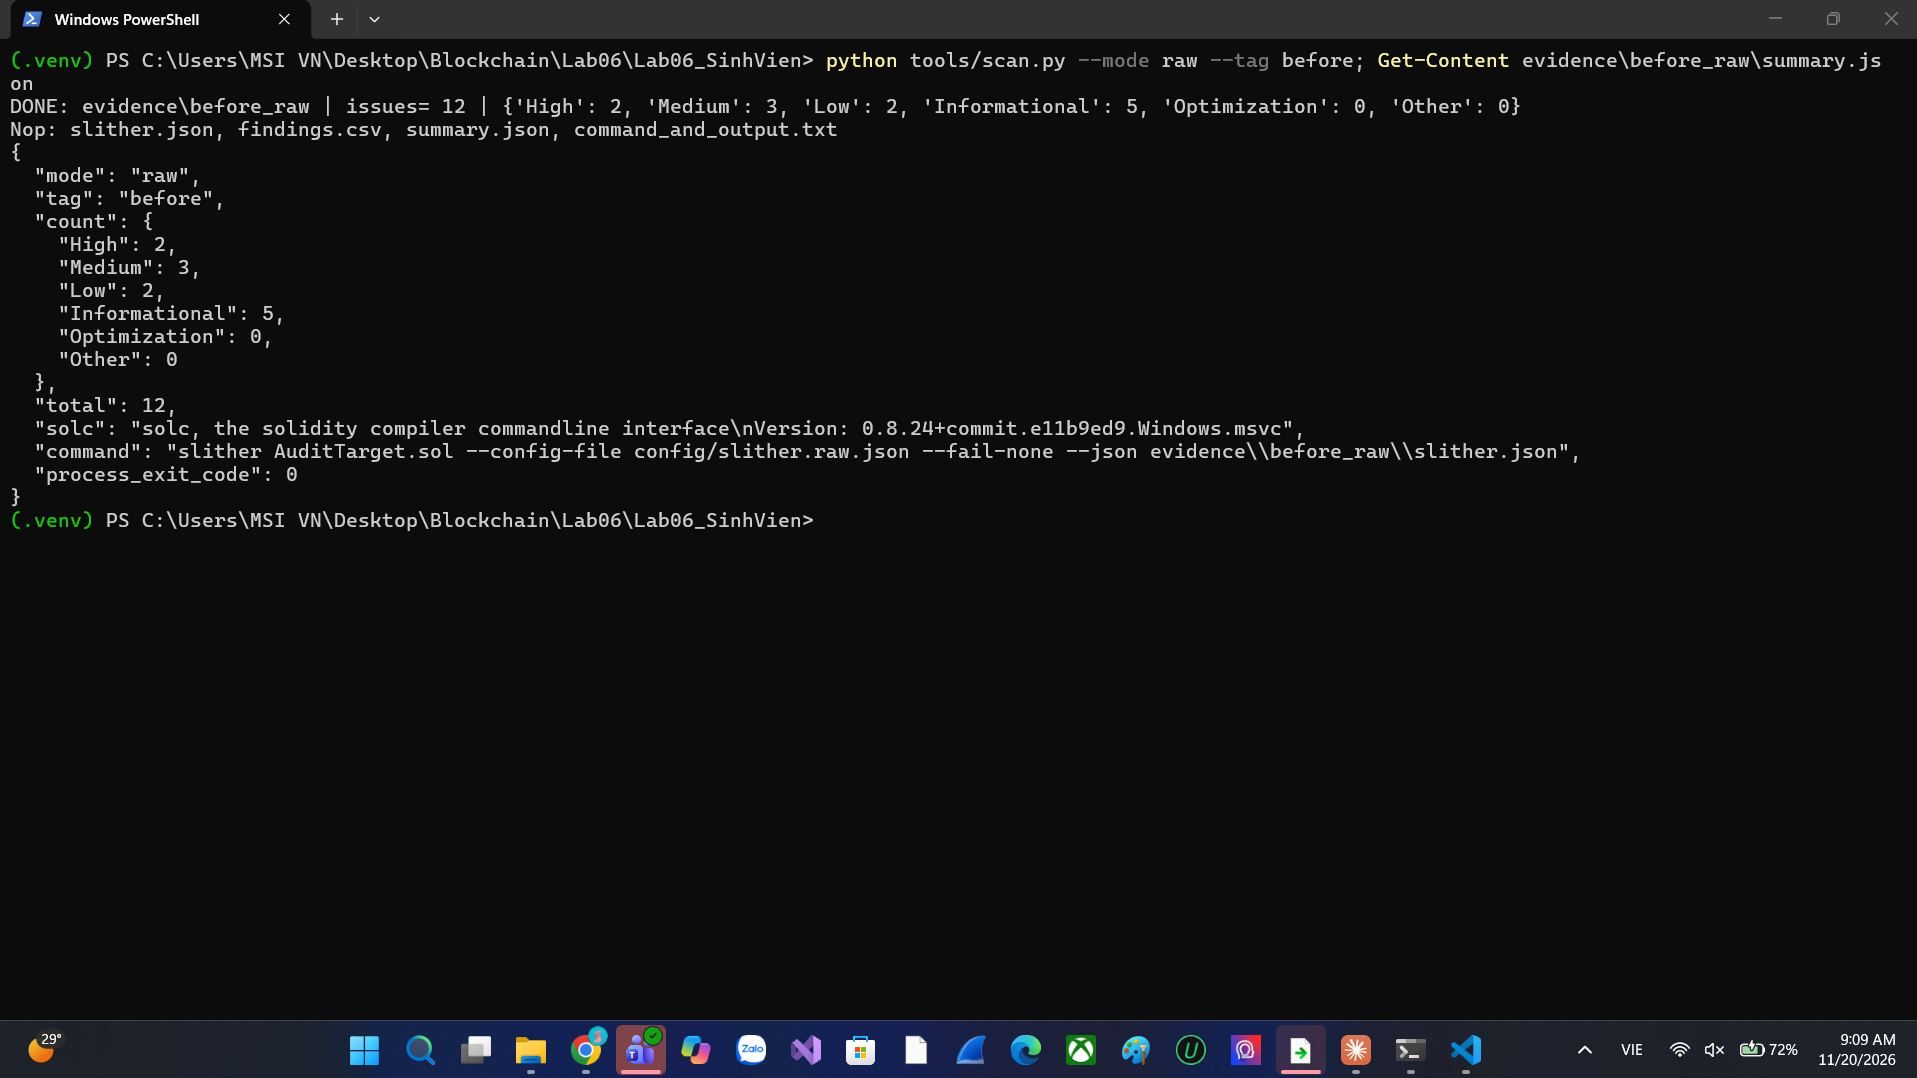 Windows PowerShell
(.venv) PS C:\Users\MSI VN\Desktop\Blockchain\Lab06\Lab06_SinhVien> python tools/scan.py --mode raw --tag before; Get-Content evidence\before_raw\summary.js
on
DONE: evidence\before_raw | issues= 12 | {'High': 2, 'Medium': 3, 'Low': 2, 'Informational': 5, 'Optimization': 0, 'Other': 0}
Nop: slither.json, findings.csv, summary.json, command_and_output.txt
{
  "mode": "raw",
  "tag": "before",
  "count": {
    "High": 2,
    "Medium": 3,
    "Low": 2,
    "Informational": 5,
    "Optimization": 0,
    "Other": 0
  },
  "total": 12,
  "solc": "solc, the solidity compiler commandline interface\nVersion: 0.8.24+commit.e11b9ed9.Windows.msvc",
  "command": "slither AuditTarget.sol --config-file config/slither.raw.json --fail-none --json evidence\\before_raw\\slither.json",
  "process_exit_code": 0
}
(.venv) PS C:\Users\MSI VN\Desktop\Blockchain\Lab06\Lab06_SinhVien>
29°
Zalo
VIE
72%
9:09 AM
11/20/2026